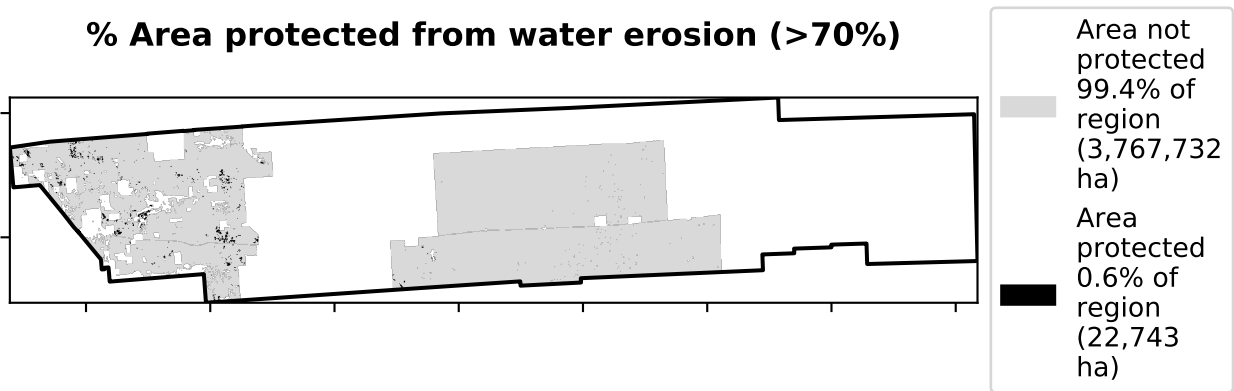 % Area protected from water erosion (>70%)
Area not
protected
99.4% of
region
(3,767,732
ha)
Area
protected
0.6% of
region
(22,743
ha)